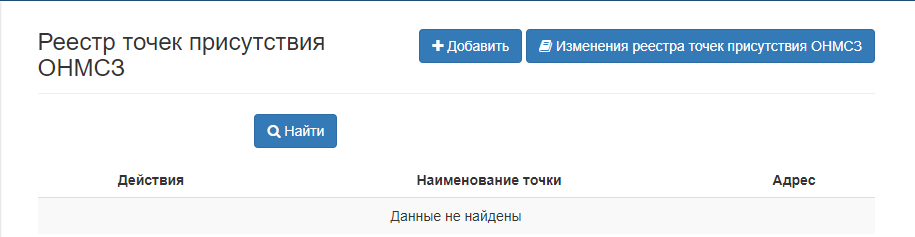 Реестр точек присутствия
ОНМСЗ
Добавить
Изменения реестра точек присутствия ОНМСЗ
Найти
Действия Наименование точки Адрес
Данные не найдены